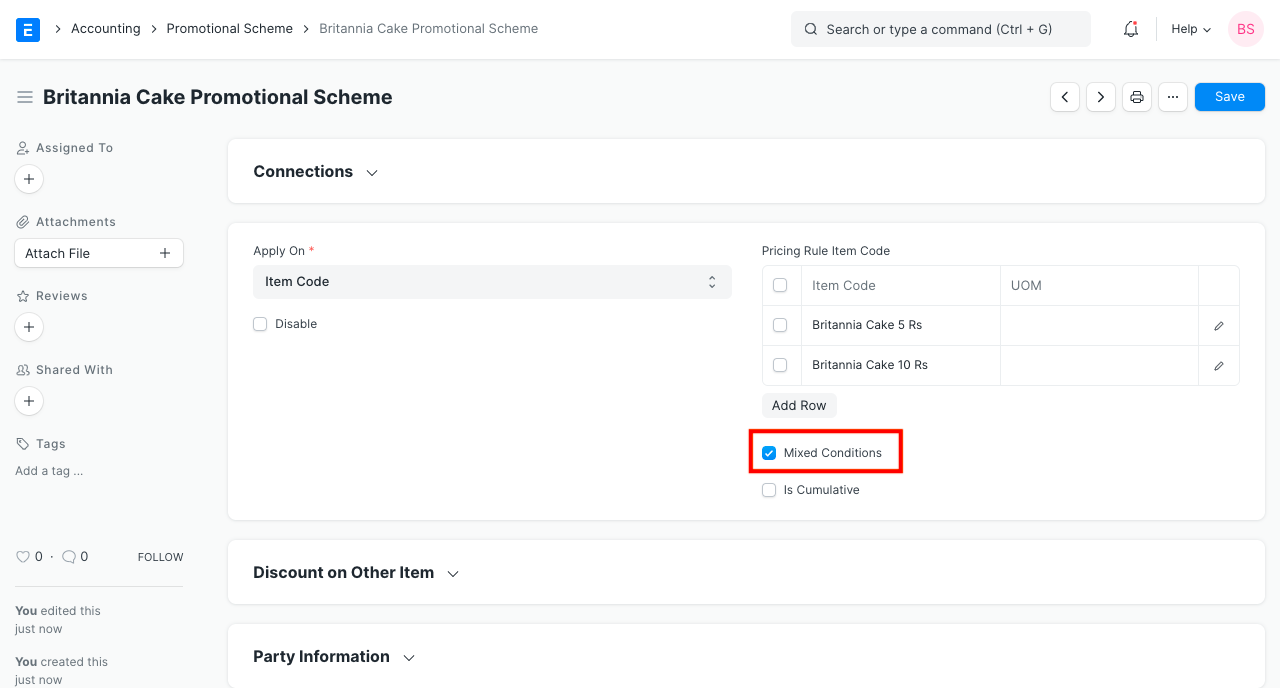 E
Accounting
Promotional Scheme
Britannia Cake Promotional Scheme
Search or type a command (Ctrl + G)
Help
BS
Britannia Cake Promotional Scheme
Save
Assigned To
Attachments
Attach File
Reviews
Shared With
Tags
Add a tag ...
0 · 0 FOLLOW
You edited this
just now
You created this
just now
Connections
Apply On *
Item Code
Disable
Pricing Rule Item Code
Item Code UOM
Britannia Cake 5 Rs
Britannia Cake 10 Rs
Add Row
Mixed Conditions
Is Cumulative
Discount on Other Item
Party Information